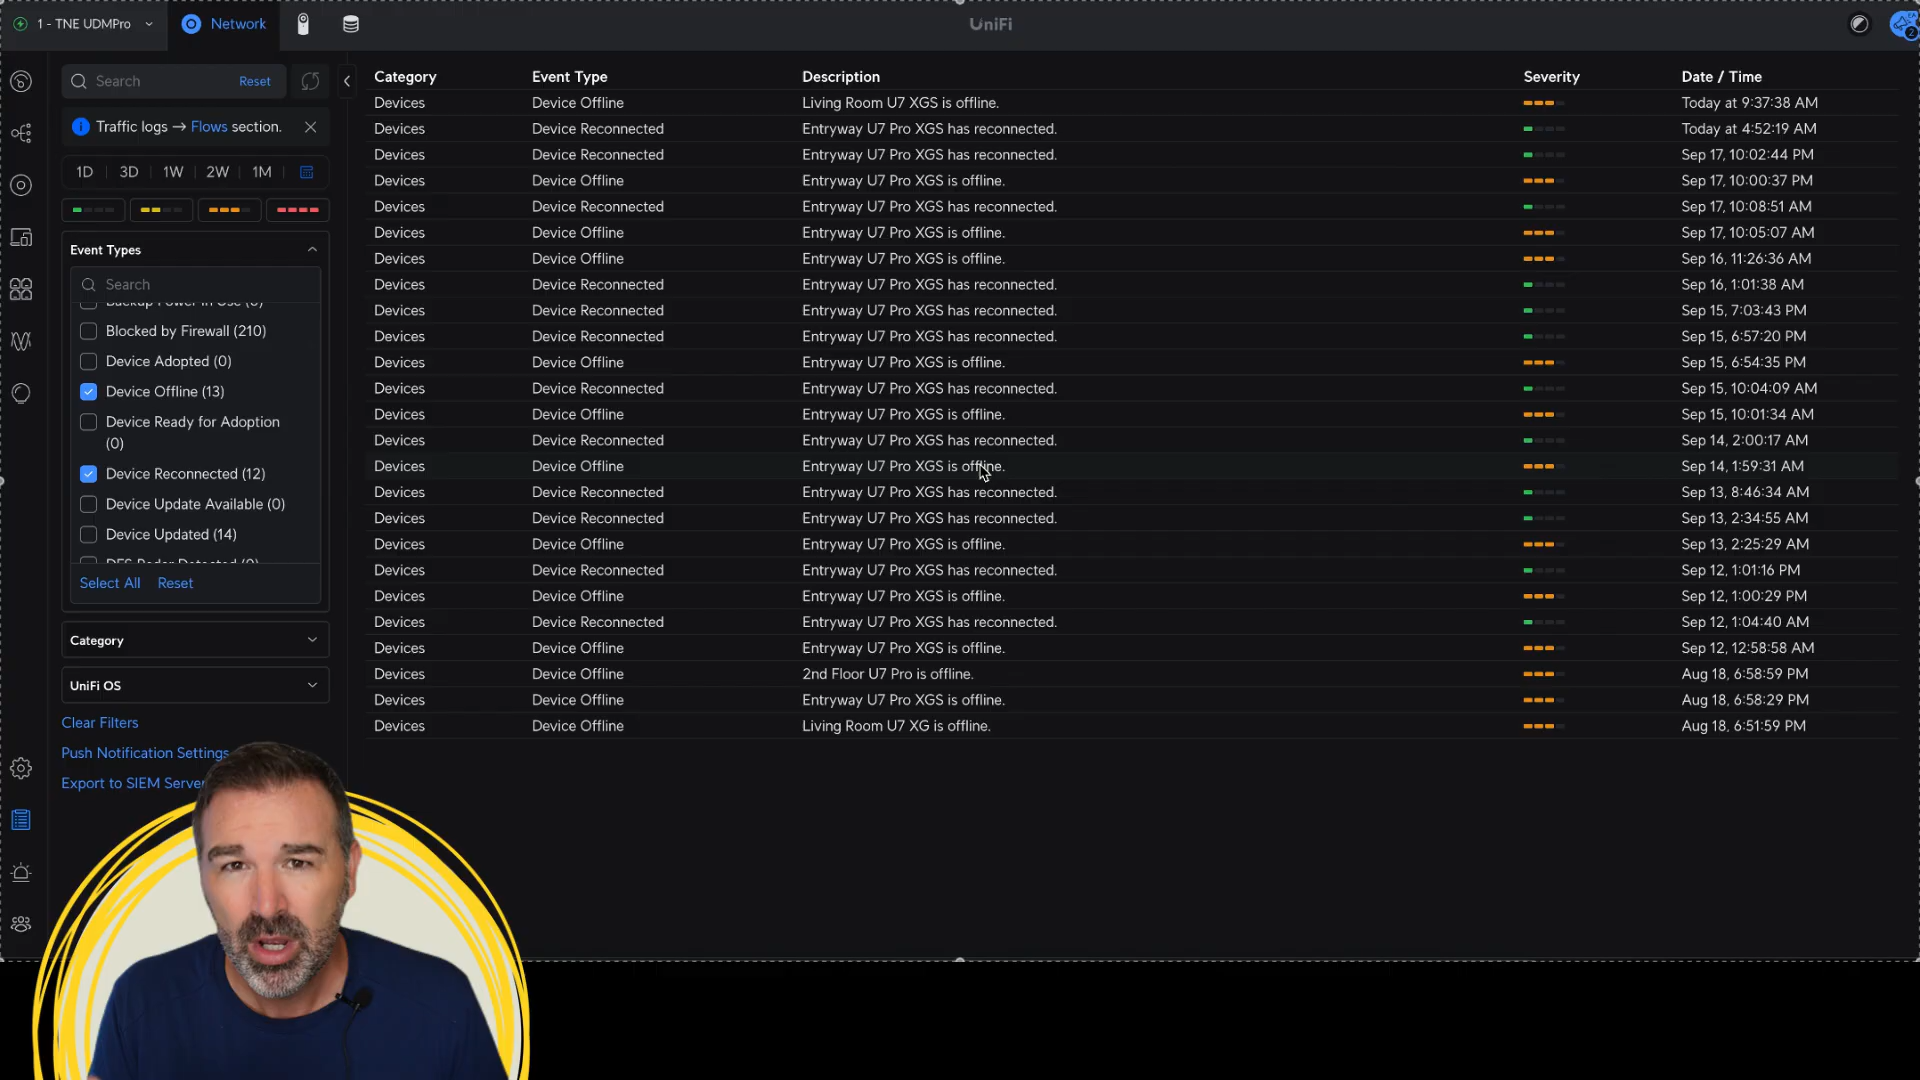 1 - TNE UDMPro
Network
UniFi
EA
2
Search
Reset
Traffic logs → Flows section.
1D
3D
1W
2W
1M
Event Types
Search
Backup Power In Use (0)
Blocked by Firewall (210)
Device Adopted (0)
Device Offline (13)
Device Ready for Adoption
(0)
Device Reconnected (12)
Device Update Available (0)
Device Updated (14)
DFS Radar Detected (0)
Select All Reset
Category
UniFi OS
Clear Filters
Push Notification Settings
Export to SIEM Server
Category Event Type Description Severity Date / Time
Devices Device Offline Living Room U7 XGS is offline. Today at 9:37:38 AM
Devices Device Reconnected Entryway U7 Pro XGS has reconnected. Today at 4:52:19 AM
Devices Device Reconnected Entryway U7 Pro XGS has reconnected. Sep 17, 10:02:44 PM
Devices Device Offline Entryway U7 Pro XGS is offline. Sep 17, 10:00:37 PM
Devices Device Reconnected Entryway U7 Pro XGS has reconnected. Sep 17, 10:08:51 AM
Devices Device Offline Entryway U7 Pro XGS is offline. Sep 17, 10:05:07 AM
Devices Device Offline Entryway U7 Pro XGS is offline. Sep 16, 11:26:36 AM
Devices Device Reconnected Entryway U7 Pro XGS has reconnected. Sep 16, 1:01:38 AM
Devices Device Reconnected Entryway U7 Pro XGS has reconnected. Sep 15, 7:03:43 PM
Devices Device Reconnected Entryway U7 Pro XGS has reconnected. Sep 15, 6:57:20 PM
Devices Device Offline Entryway U7 Pro XGS is offline. Sep 15, 6:54:35 PM
Devices Device Reconnected Entryway U7 Pro XGS has reconnected. Sep 15, 10:04:09 AM
Devices Device Offline Entryway U7 Pro XGS is offline. Sep 15, 10:01:34 AM
Devices Device Reconnected Entryway U7 Pro XGS has reconnected. Sep 14, 2:00:17 AM
Devices Device Offline Entryway U7 Pro XGS is offline. Sep 14, 1:59:31 AM
Devices Device Reconnected Entryway U7 Pro XGS has reconnected. Sep 13, 8:46:34 AM
Devices Device Reconnected Entryway U7 Pro XGS has reconnected. Sep 13, 2:34:55 AM
Devices Device Offline Entryway U7 Pro XGS is offline. Sep 13, 2:25:29 AM
Devices Device Reconnected Entryway U7 Pro XGS has reconnected. Sep 12, 1:01:16 PM
Devices Device Offline Entryway U7 Pro XGS is offline. Sep 12, 1:00:29 PM
Devices Device Reconnected Entryway U7 Pro XGS has reconnected. Sep 12, 1:04:40 AM
Devices Device Offline Entryway U7 Pro XGS is offline. Sep 12, 12:58:58 AM
Devices Device Offline 2nd Floor U7 Pro is offline. Aug 18, 6:58:59 PM
Devices Device Offline Entryway U7 Pro XGS is offline. Aug 18, 6:58:29 PM
Devices Device Offline Living Room U7 XG is offline. Aug 18, 6:51:59 PM